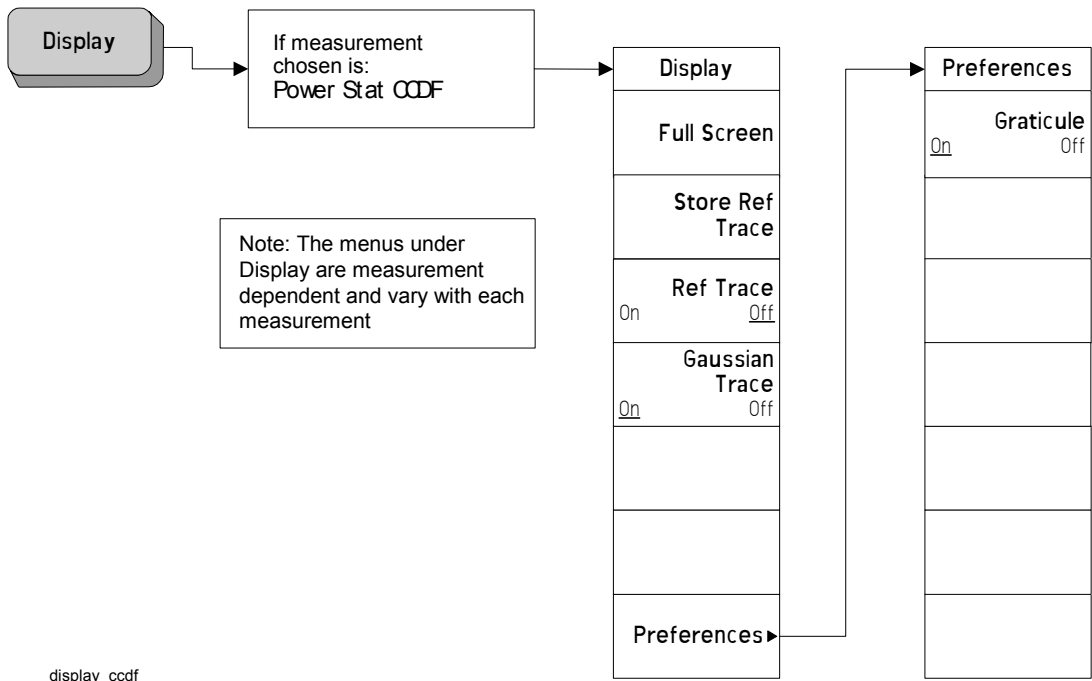 Display
If measurement
chosen is:
Power Stat CCDF
Note: The menus under
Display are measurement
dependent and vary with each
measurement
Display
Full Screen
Store Ref
Trace
Ref Trace
On Off
Gaussian
Trace
On Off
Preferences
Preferences
Graticule
On Off
display_ccdf